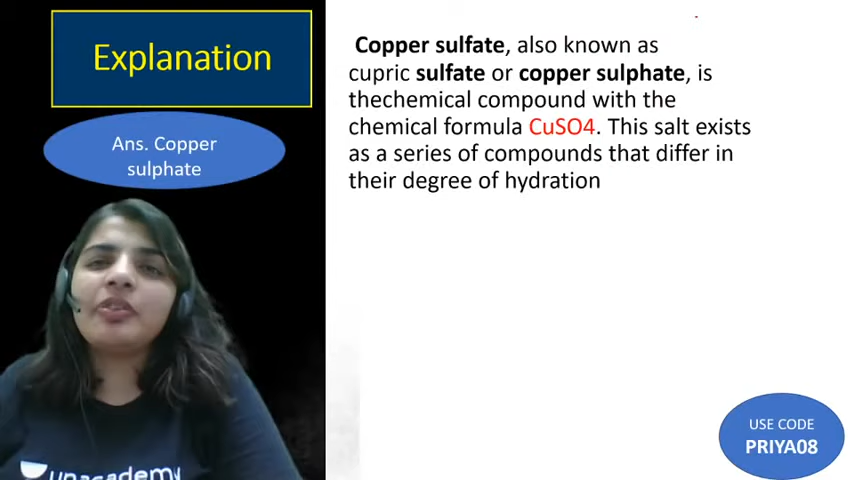 Explanation
Ans. Copper
sulphate
Copper sulfate, also known as
cupric sulfate or copper sulphate, is
thechemical compound with the
chemical formula CuSO4. This salt exists
as a series of compounds that differ in
their degree of hydration
unacademy
USE CODE
PRIYA08